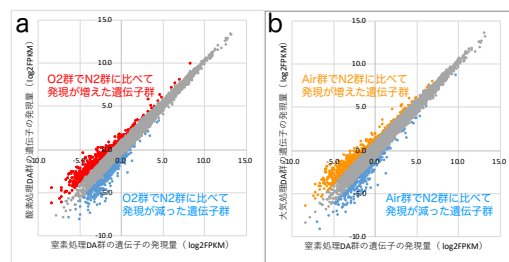 a
酸素処理DA群の遺伝子の発現量（log2FPKM）
15.0
10.0
5.0
0.0
-5.0
-10.0
-10.0
-5.0
0.0
5.0
10.0
15.0
O2群でN2群に比べて
発現が増えた遺伝子群
O2群でN2群に比べて
発現が減った遺伝子群
窒素処理DA群の遺伝子の発現量（log2FPKM）
b
大気処理DA群の遺伝子の発現量（log2FPKM）
15.0
10.0
5.0
0.0
-5.0
-10.0
-10.0
-5.0
0.0
5.0
10.0
15.0
Air群でN2群に比べて
発現が増えた遺伝子群
Air群でN2群に比べて
発現が減った遺伝子群
窒素処理DA群の遺伝子の発現量（log2FPKM）